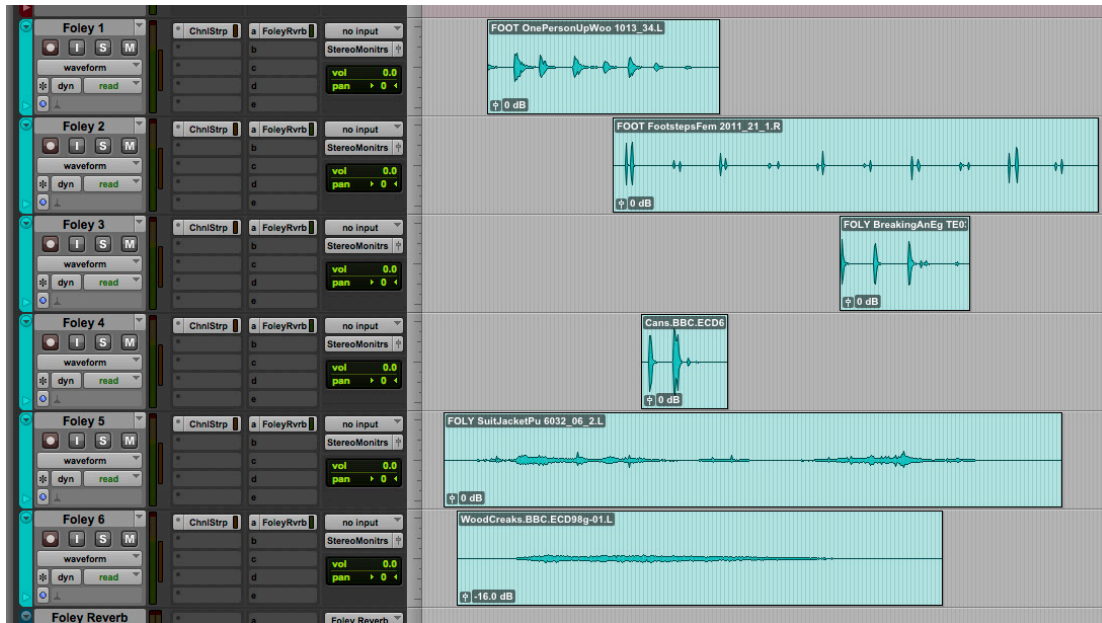 Foley 1
ChnlStrp
a FoleyRvrb
no input
FOOT OnePersonUpWoo 1013_34.L
I S M
b
StereoMonitrs
waveform
c
vol 0.0
dyn read
d
pan 0
e
0 dB
Foley 2
ChnlStrp
a FoleyRvrb
no input
FOOT FootstepsFem 2011_21_1.R
I S M
b
StereoMonitrs
waveform
c
vol 0.0
dyn read
d
pan 0
e
0 dB
Foley 3
ChnlStrp
a FoleyRvrb
no input
FOLY BreakingAnEg TE03
I S M
b
StereoMonitrs
waveform
c
vol 0.0
dyn read
d
pan 0
e
0 dB
Foley 4
ChnlStrp
a FoleyRvrb
no input
Cans.BBC.ECD6
I S M
b
StereoMonitrs
waveform
c
vol 0.0
dyn read
d
pan 0
e
0 dB
Foley 5
ChnlStrp
a FoleyRvrb
no input
FOLY SuitJacketPu 6032_06_2.L
I S M
b
StereoMonitrs
waveform
c
vol 0.0
dyn read
d
pan 0
e
0 dB
Foley 6
ChnlStrp
a FoleyRvrb
no input
WoodCreaks.BBC.ECD98g-01.L
I S M
b
StereoMonitrs
waveform
c
vol 0.0
dyn read
d
pan 0
e
-16.0 dB
Foley Reverb
a
Foley Reverb